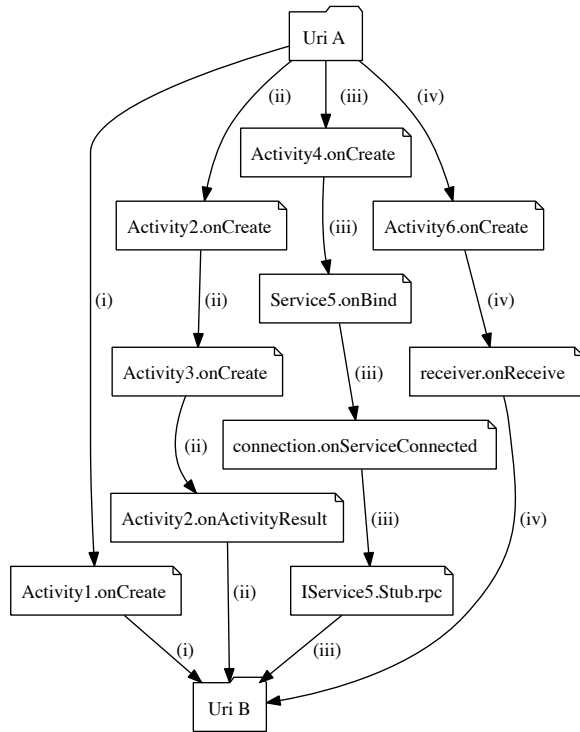 Uri A
(ii)
(iii)
(iv)
Activity4.onCreate
Activity2.onCreate
(iii)
Activity6.onCreate
(i)
(ii)
Service5.onBind
(iv)
Activity3.onCreate
(iii)
receiver.onReceive
(ii)
connection.onServiceConnected
Activity2.onActivityResult
(iii)
(iv)
Activity1.onCreate
(ii)
IService5.Stub.rpc
(i)
(iii)
Uri B